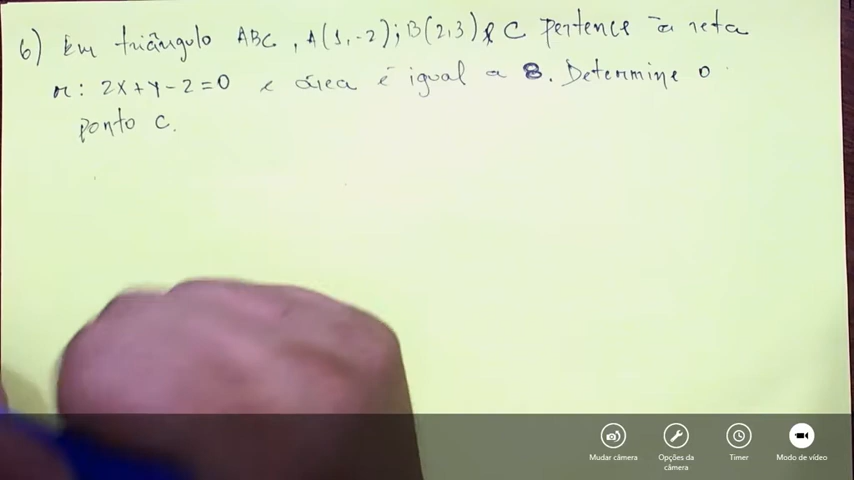 6) Em triângulo ABC, A(1,-2); B(2,3) e C pertence à reta
r: 2x+y-2=0 e área é igual a 8. Determine o
ponto C.
Mudar câmera
Opções da
câmera
Timer
Modo de vídeo